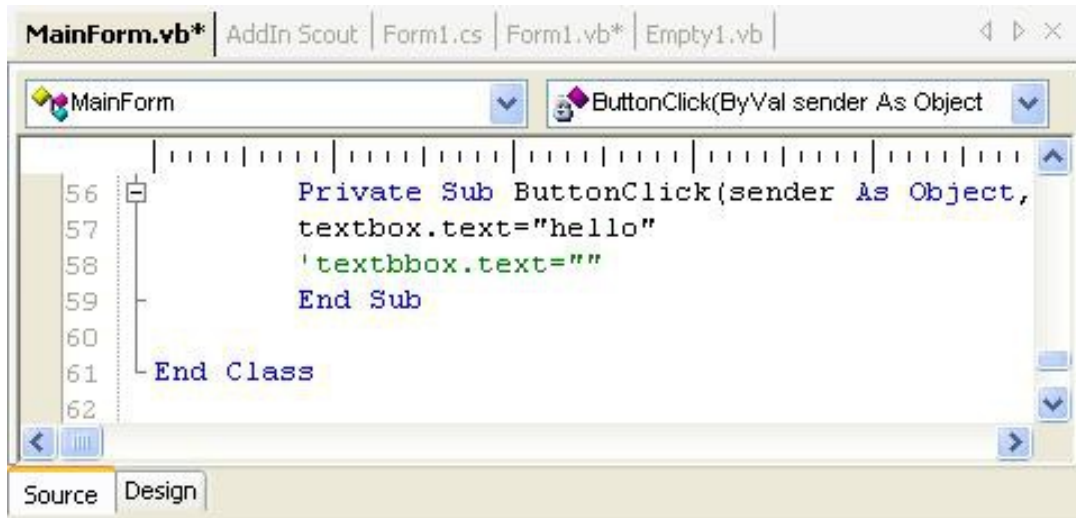 MainForm.vb* AddIn Scout Form1.cs Form1.vb* Empty1.vb
MainForm ButtonClick(ByVal sender As Object
56 Private Sub ButtonClick(sender As Object,
57 textbox.text="hello"
58 'textbbox.text=""
59 End Sub
60
61 End Class
62
Source Design